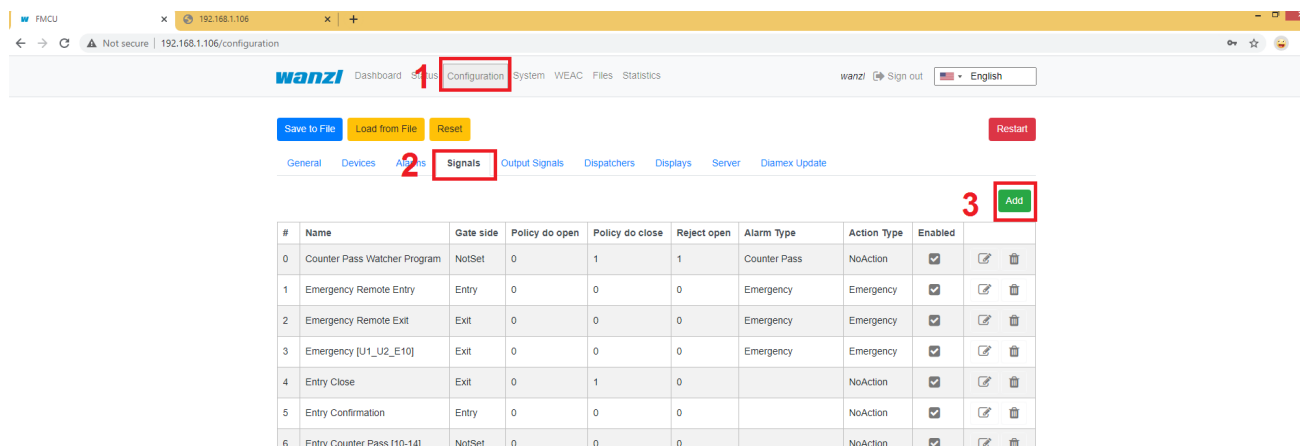 w FMCU
192.168.1.106
Not secure | 192.168.1.106/configuration
wanzl Dashboard Status Configuration System WEAC Files Statistics wanzl Sign out English
1
Save to File Load from File Reset Restart
General Devices Alarms Signals Output Signals Dispatchers Displays Server Diamex Update
2
3 Add
# Name Gate side Policy do open Policy do close Reject open Alarm Type Action Type Enabled
0 Counter Pass Watcher Program NotSet 0 1 1 Counter Pass NoAction
1 Emergency Remote Entry Entry 0 0 0 Emergency Emergency
2 Emergency Remote Exit Exit 0 0 0 Emergency Emergency
3 Emergency [U1_U2_E10] Exit 0 0 0 Emergency Emergency
4 Entry Close Exit 0 1 0 NoAction
5 Entry Confirmation Entry 0 0 0 NoAction
6 Entry Counter Pass [10-14] NotSet 0 0 0 NoAction